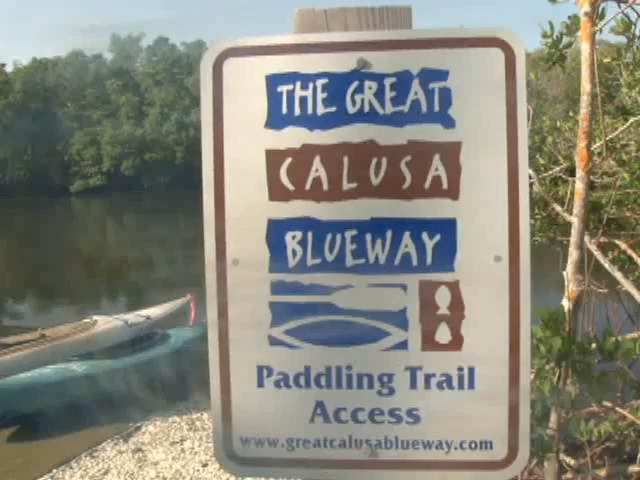 THE GREAT
CALUSA
BLUEWAY
Paddling Trail
Access
www.greatcalusablueway.com